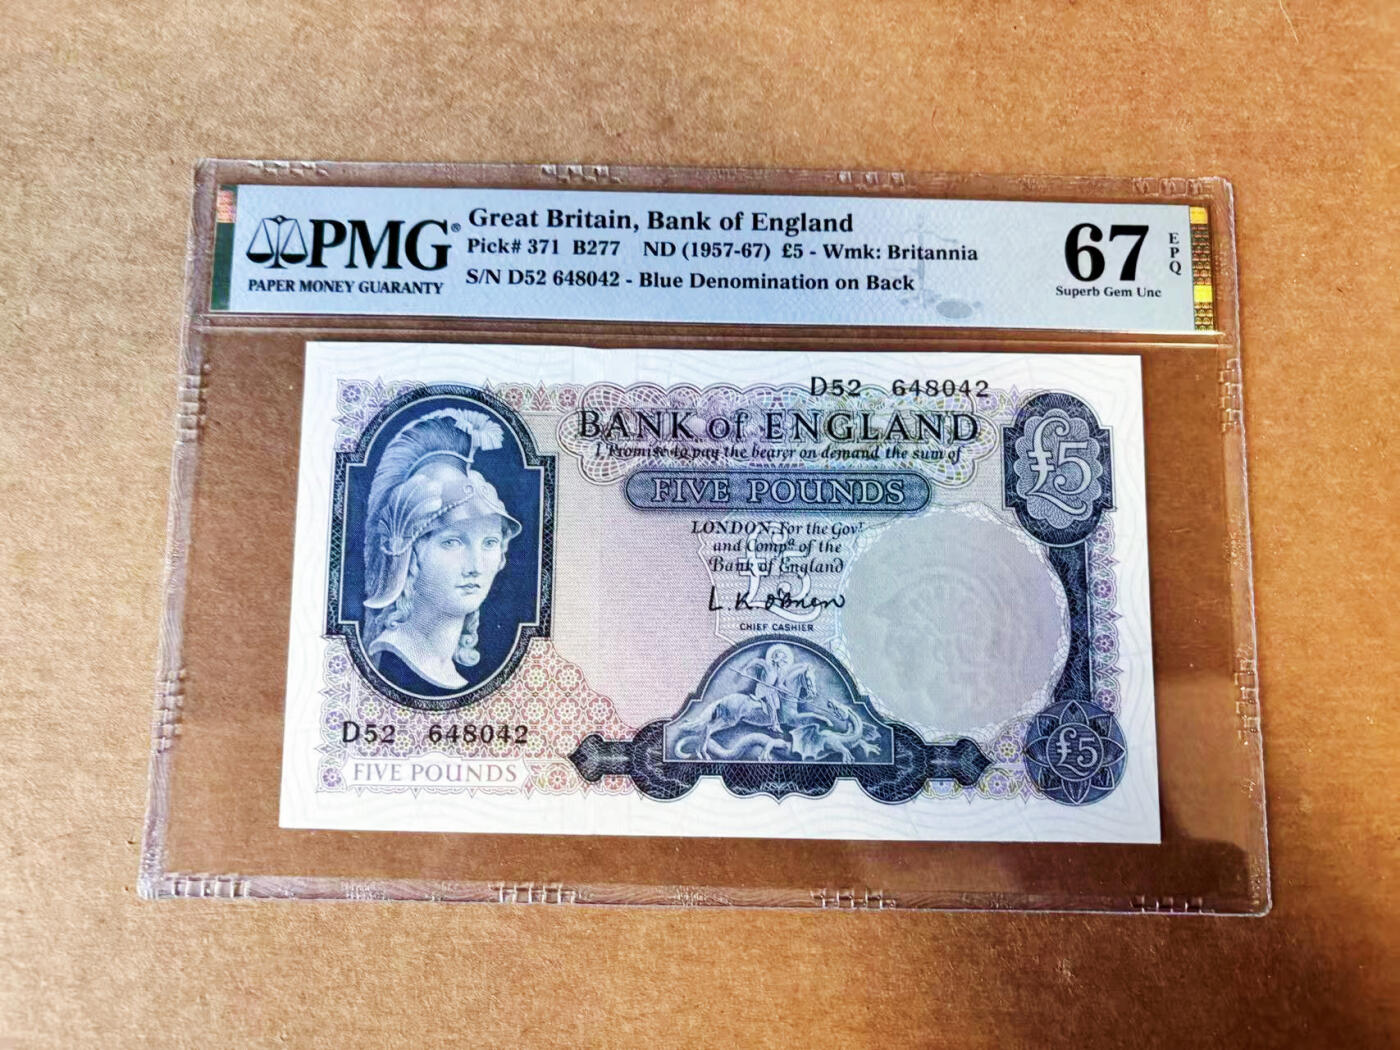 PMG®
PAPER MONEY GUARANTY
Great Britain, Bank of England
Pick# 371 B277 ND (1957-67) £5 - Wmk: Britannia
S/N D52 648042 - Blue Denomination on Back
67
EPQ
Superb Gem Unc
D52 648042
BANK of ENGLAND
I Promise to pay the bearer on demand the sum of
FIVE POUNDS
£5
LONDON, For the Govr
and Compa of the
Bank of England
£5
L.K. O'Brien
CHIEF CASHIER
D52 648042
FIVE POUNDS
£5